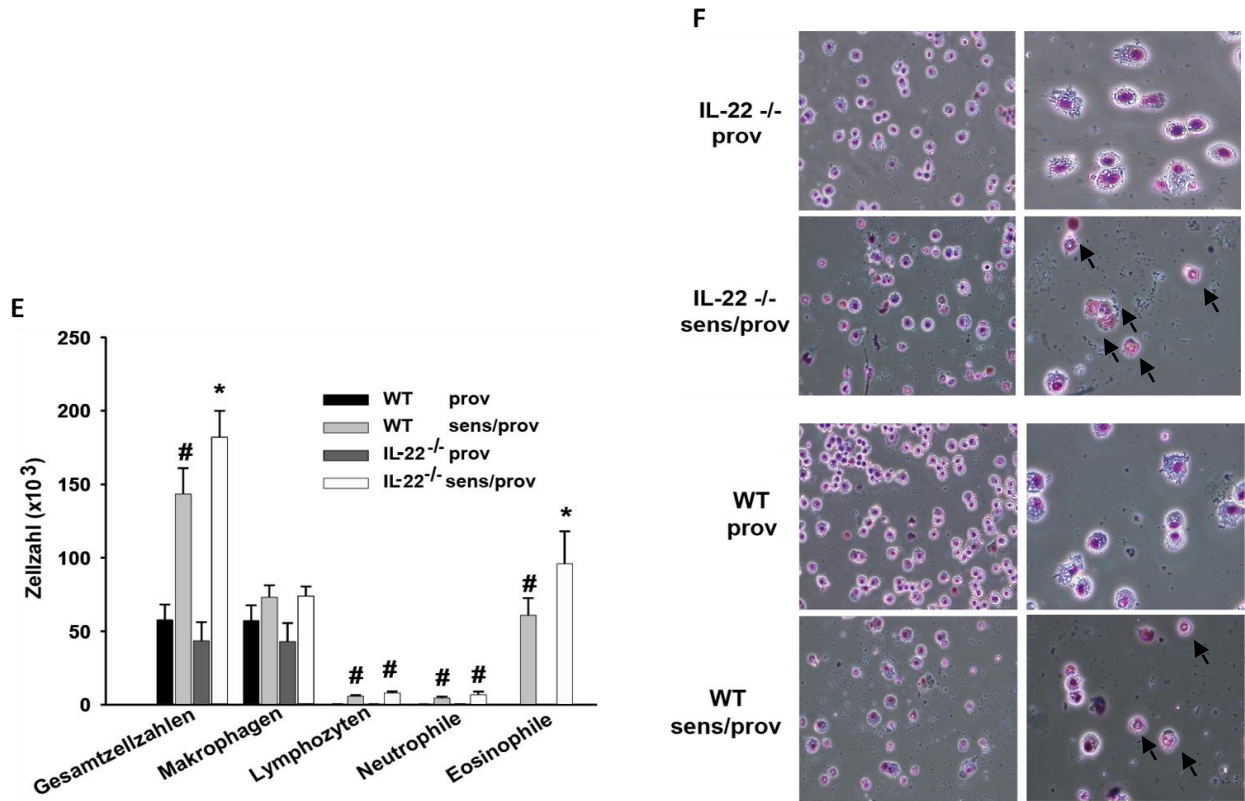 E
250
200
150
100
50
0
Zellzahl (x10³)
#
*
#
#
#
#
#
*
WT prov
WT sens/prov
IL-22⁻/⁻ prov
IL-22⁻/⁻ sens/prov
Gesamtzellzahlen
Makrophagen
Lymphozyten
Neutrophile
Eosinophile
F
IL-22 -/-
prov
IL-22 -/-
sens/prov
WT
prov
WT
sens/prov